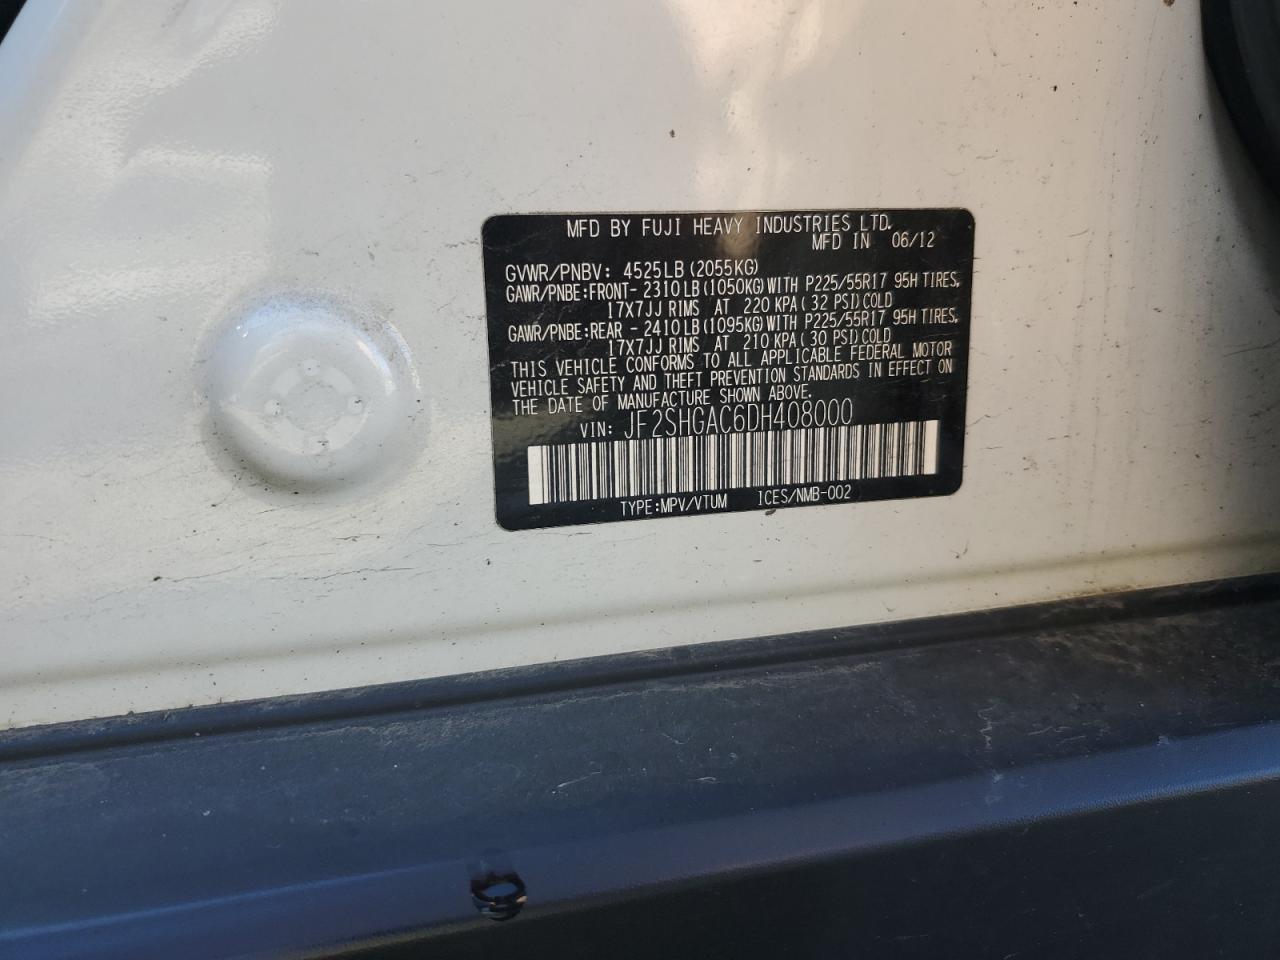 MFD BY FUJI HEAVY INDUSTRIES LTD.
MFD IN 06/12
GVWR/PNBV: 4525LB (2055KG)
GAWR/PNBE:FRONT- 2310LB(1050KG)WITH P225/55R17 95H TIRES,
17X7JJ RIMS AT 220 KPA(32 PSI)COLD
GAWR/PNBE:REAR - 2410LB(1095KG)WITH P225/55R17 95H TIRES,
17X7JJ RIMS AT 210 KPA(30 PSI)COLD
THIS VEHICLE CONFORMS TO ALL APPLICABLE FEDERAL MOTOR
VEHICLE SAFETY AND THEFT PREVENTION STANDARDS IN EFFECT ON
THE DATE OF MANUFACTURE SHOWN ABOVE.
VIN: JF2SHGAC6DH408000
TYPE:MPV/VTUM ICES/NMB-002